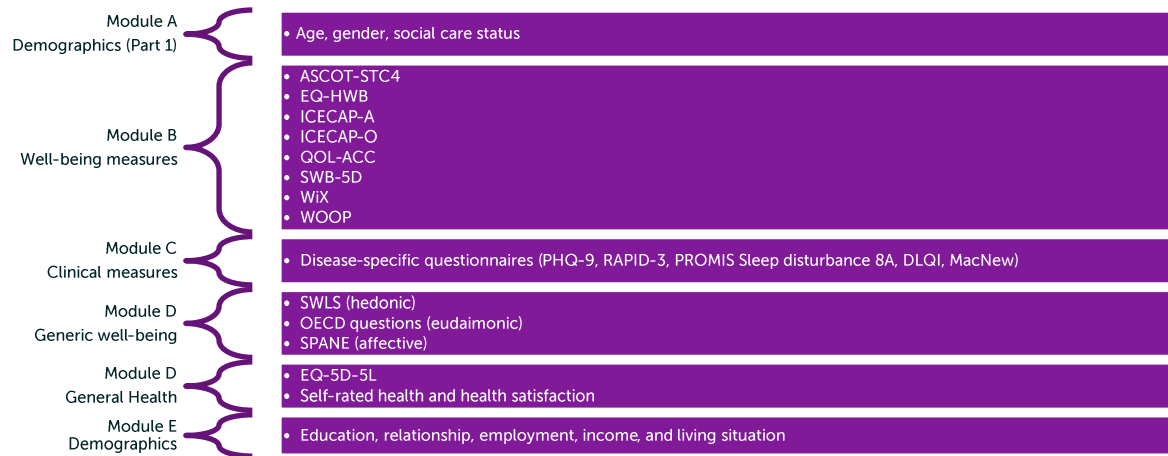 Module A
Demographics (Part 1)
• Age, gender, social care status
Module B
Well-being measures
• ASCOT-STC4
• EQ-HWB
• ICECAP-A
• ICECAP-O
• QOL-ACC
• SWB-5D
• WiX
• WOOP
Module C
Clinical measures
• Disease-specific questionnaires (PHQ-9, RAPID-3, PROMIS Sleep disturbance 8A, DLQI, MacNew)
Module D
Generic well-being
• SWLS (hedonic)
• OECD questions (eudaimonic)
• SPANE (affective)
Module D
General Health
• EQ-5D-5L
• Self-rated health and health satisfaction
Module E
Demographics
• Education, relationship, employment, income, and living situation